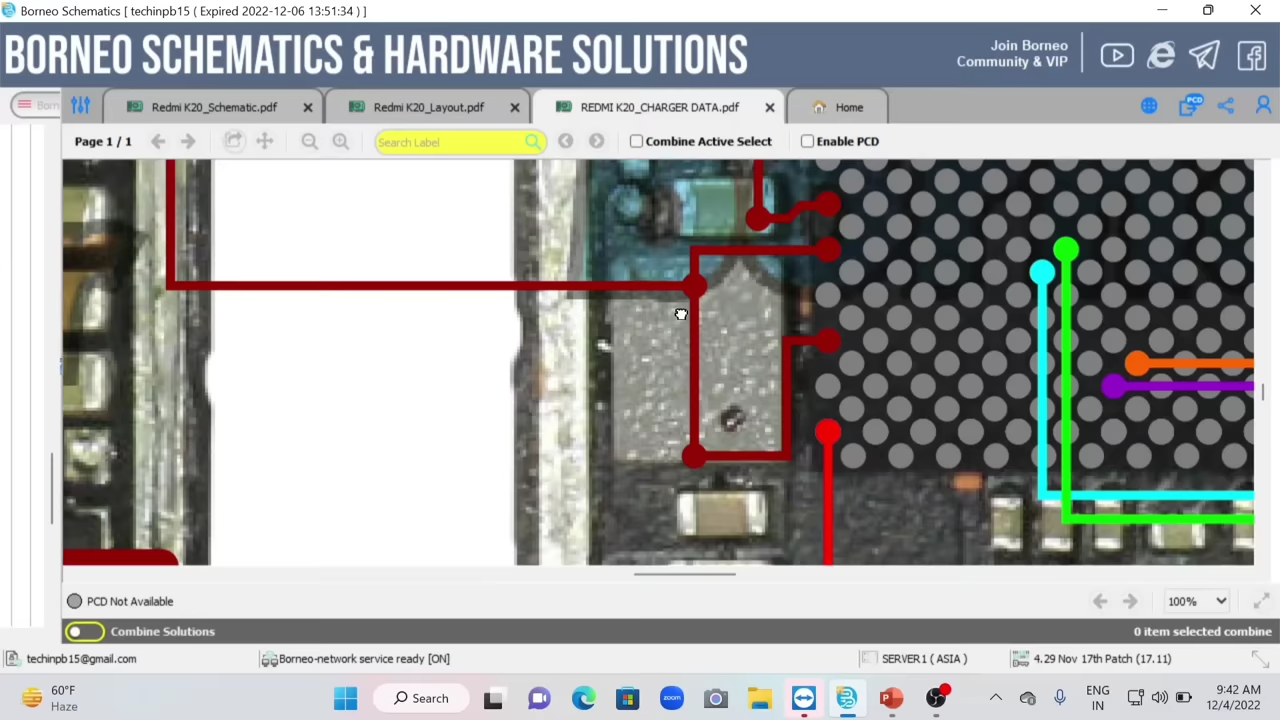 Borneo Schematics [ techinpb15 ( Expired 2022-12-06 13:51:34 ) ]
BORNEO SCHEMATICS & HARDWARE SOLUTIONS
Join Borneo
Community & VIP
Redmi K20_Schematic.pdf
Redmi K20_Layout.pdf
REDMI K20_CHARGER DATA.pdf
Home
PCD
Page 1 / 1
Search Label
Combine Active Select
Enable PCD
PCD Not Available
100%
Combine Solutions
0 item selected combine
techinpb15@gmail.com
Borneo-network service ready [ON]
SERVER1 ( ASIA )
4.29 Nov 17th Patch (17.11)
60°F
Haze
Search
zoom
ENG
IN
9:42 AM
12/4/2022